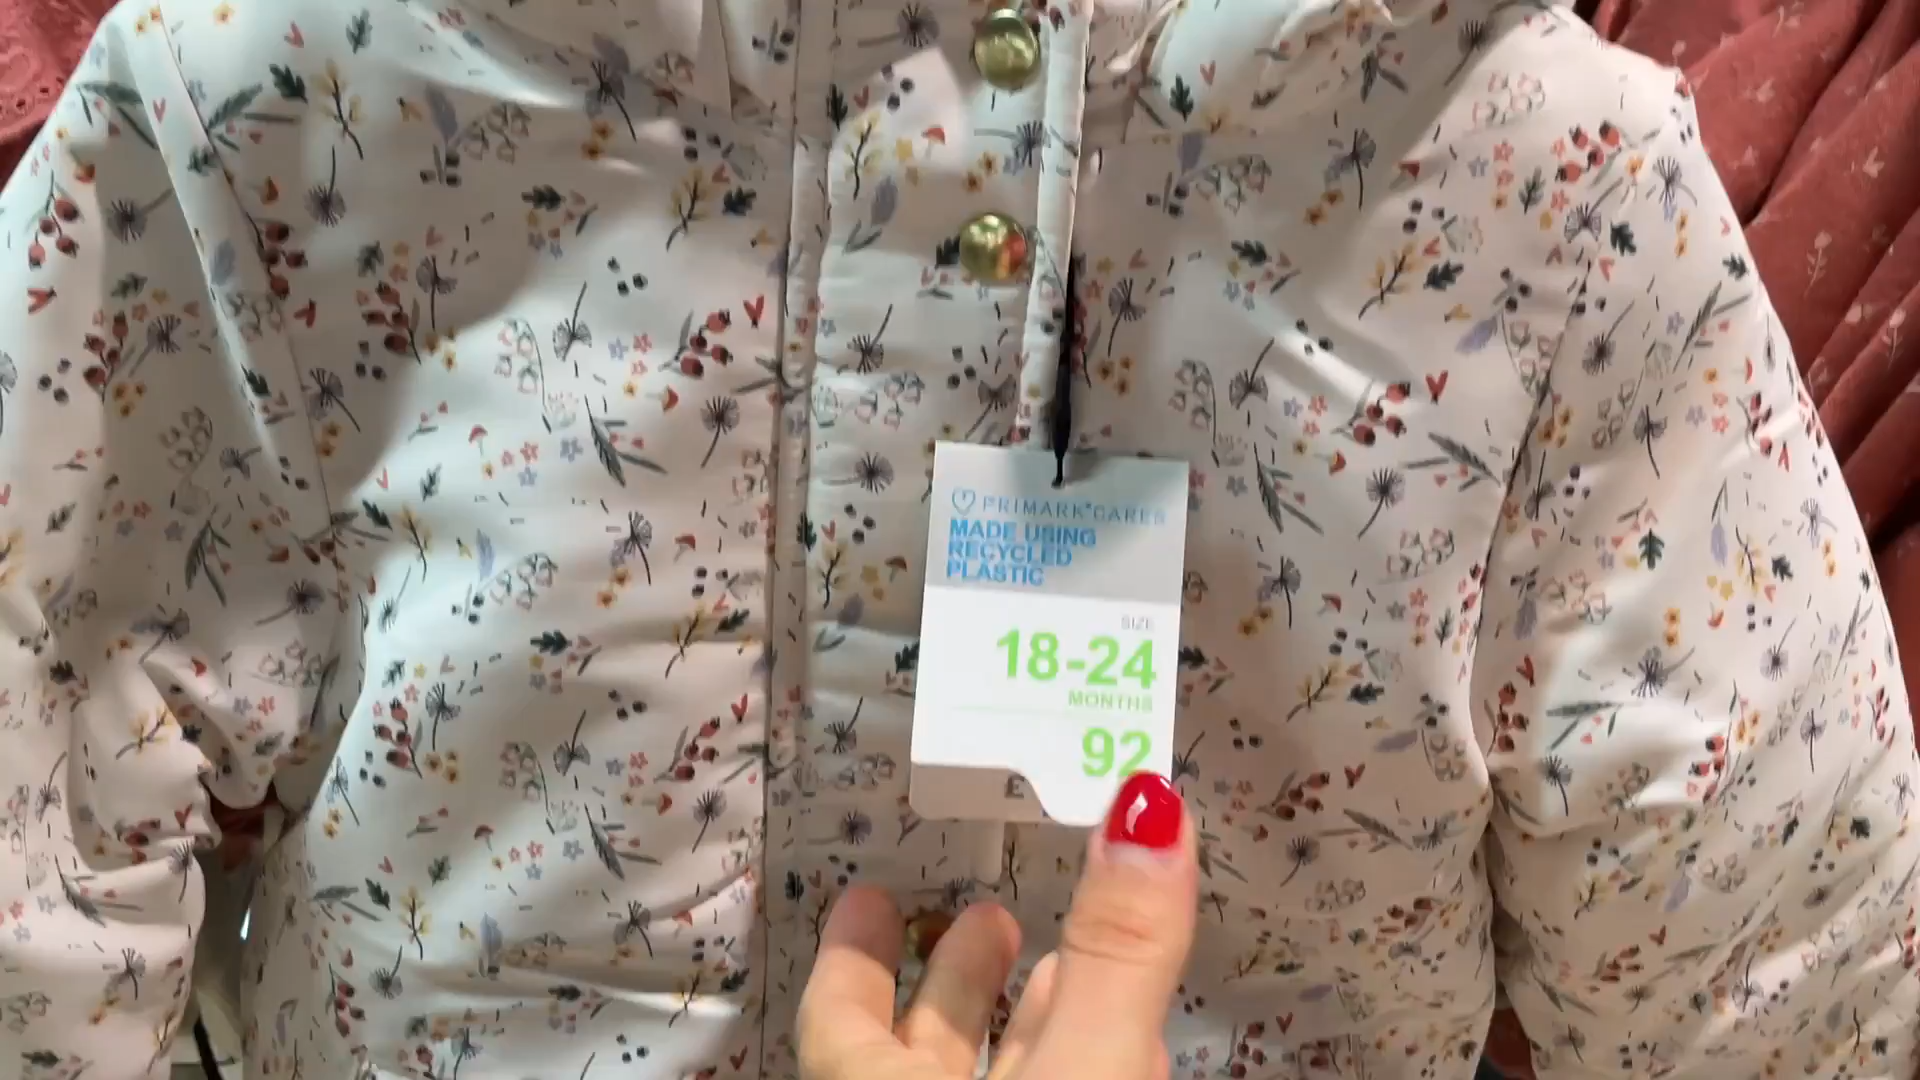 PRIMARK®CARES
MADE USING
RECYCLED
PLASTIC
SIZE
18-24
MONTHS
92
£